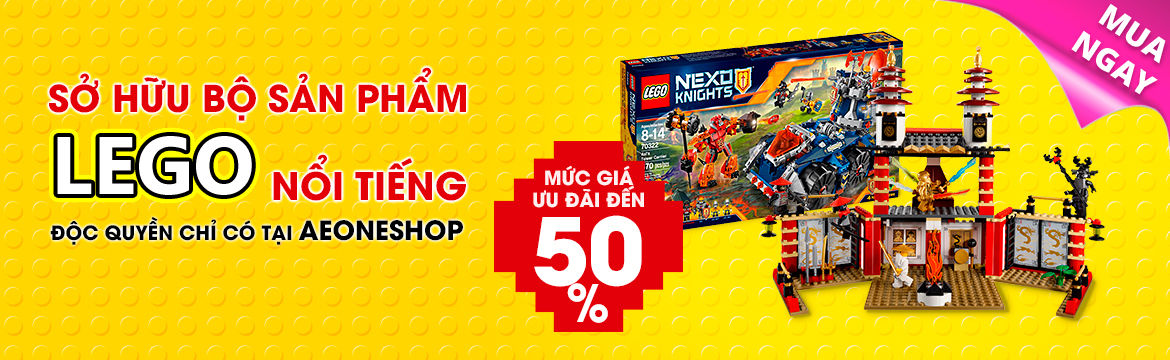 SỞ HỮU BỘ SẢN PHẨM
LEGO NỔI TIẾNG
ĐỘC QUYỀN CHỈ CÓ TẠI AEONESHOP
MỨC GIÁ
ƯU ĐÃI ĐẾN
50
%
LEGO
NEXO
KNIGHTS
8-14
70322
MUA
NGAY